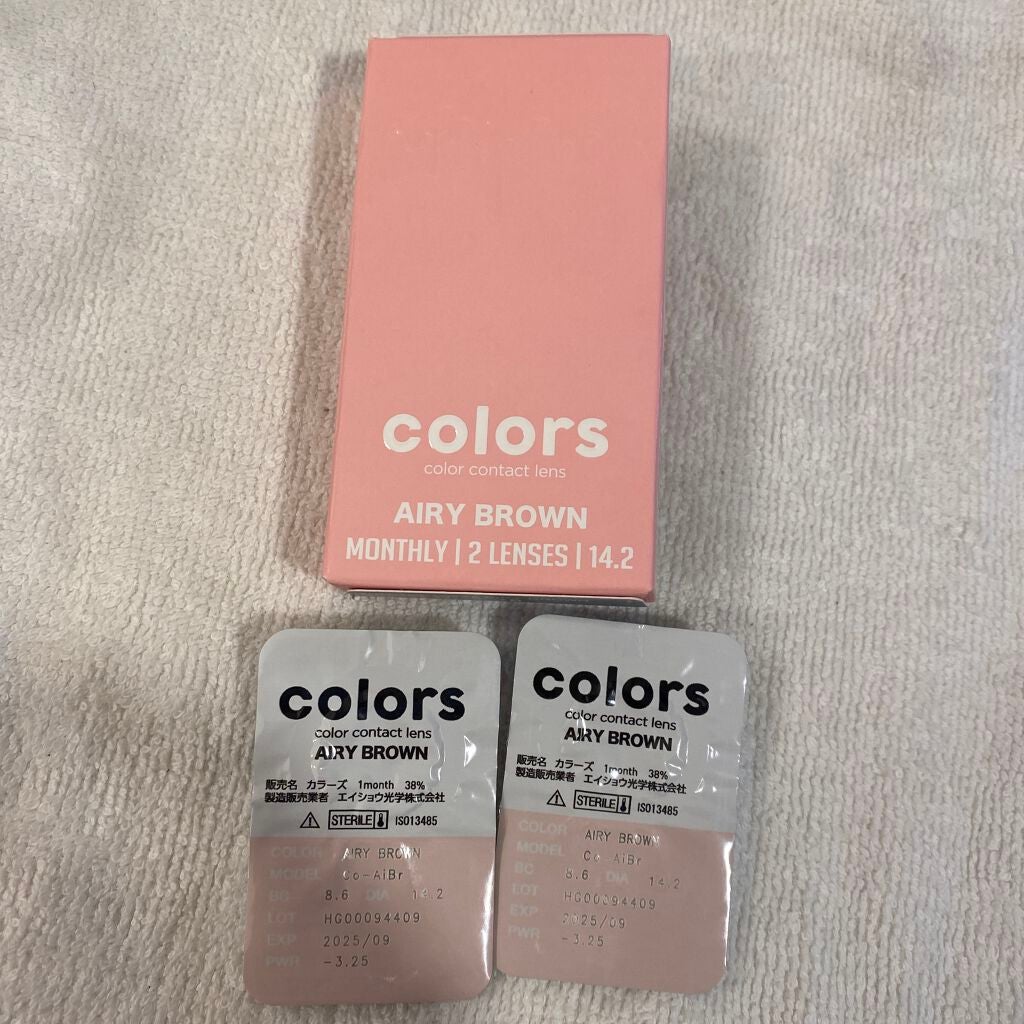 colors
color contact lens
AIRY BROWN
MONTHLY | 2 LENSES | 14.2
colors
color contact lens
AIRY BROWN
販売名 カラーズ 1month 38%
製造販売業者 エイショウ光学株式会社
STERILE ISO13485
COLOR AIRY BROWN
MODEL Co-AiBr
BC 8.6 DIA 14.2
LOT HG00094409
EXP 2025/09
PWR -3.25
colors
color contact lens
AIRY BROWN
販売名 カラーズ 1month 38%
製造販売業者 エイショウ光学株式会社
STERILE ISO13485
COLOR AIRY BROWN
MODEL Co-AiBr
BC 8.6 DIA 14.2
LOT HG00094409
EXP 2025/09
PWR -3.25